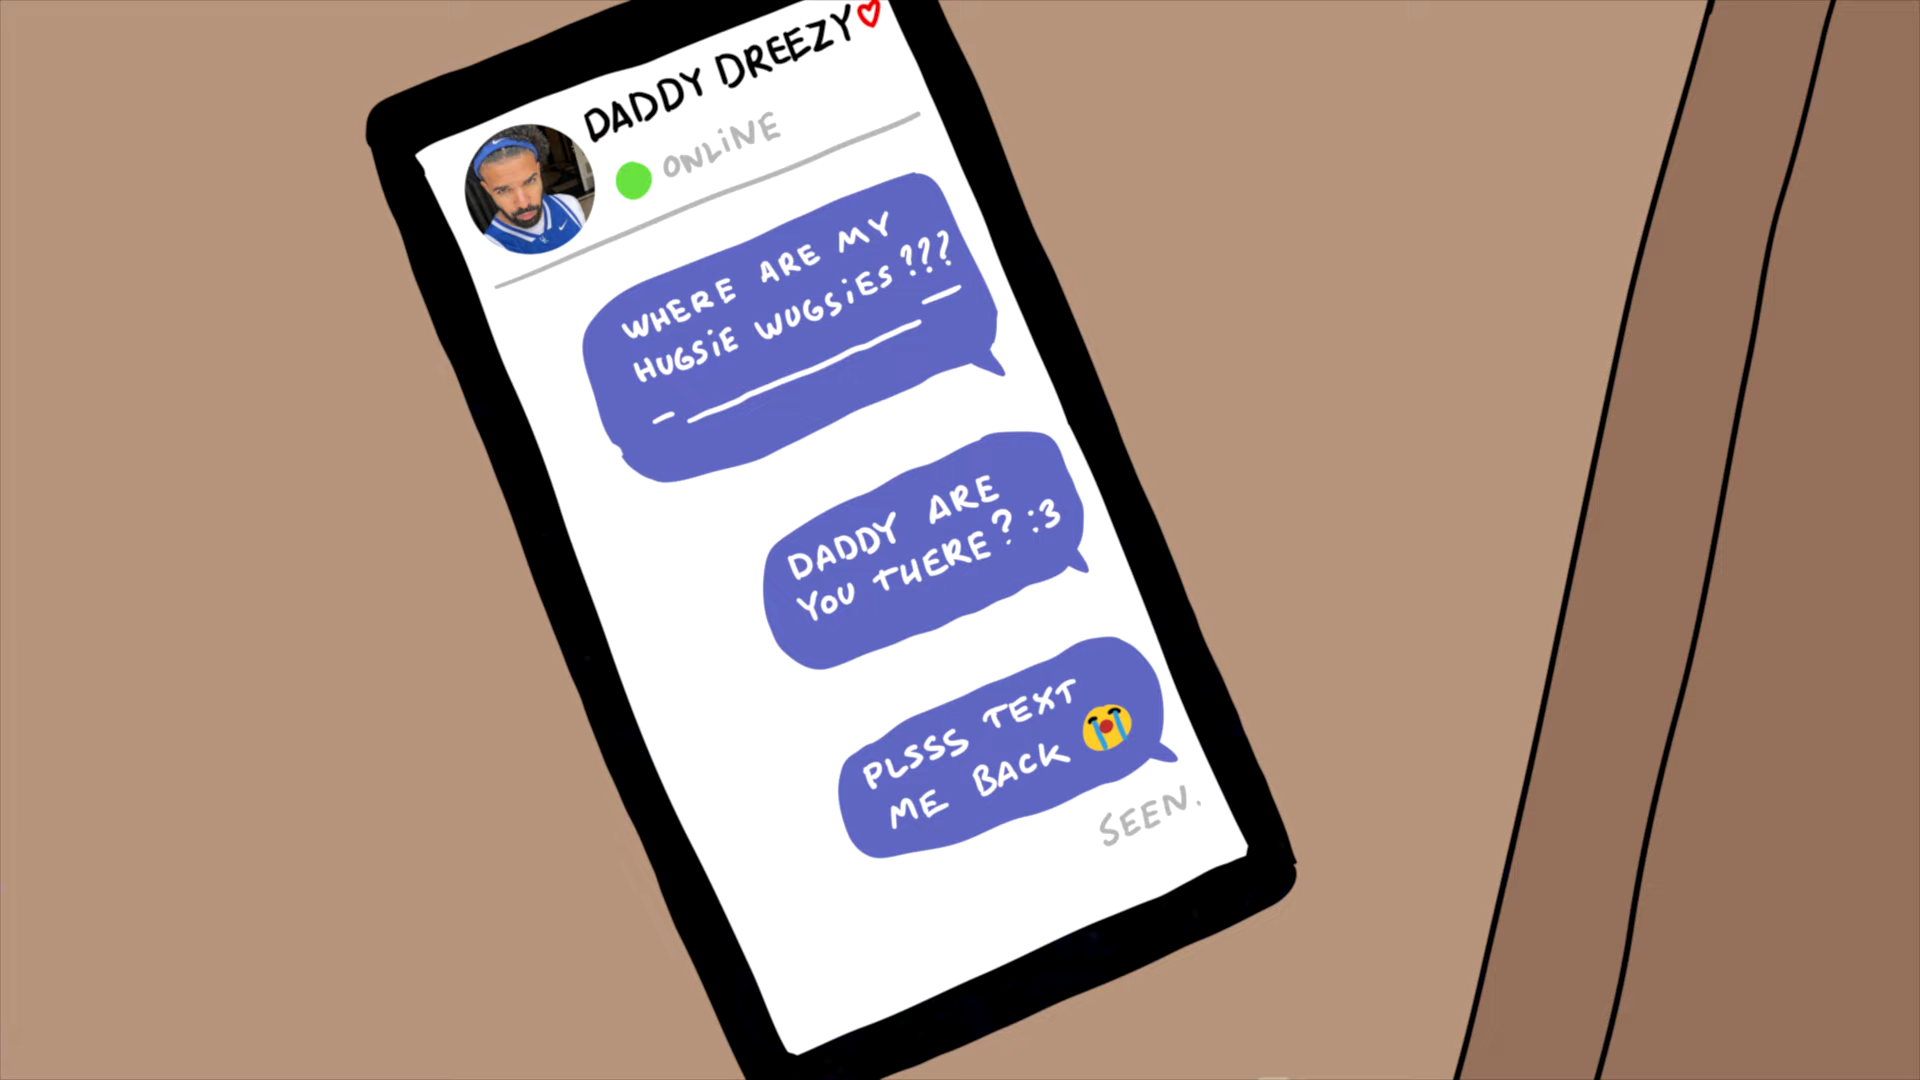 DADDY DREEZY
ONLINE
WHERE ARE MY
HUGSIE WUGSIES???
DADDY ARE
YOU THERE? :3
PLSSS TEXT
ME BACK 😭
SEEN.